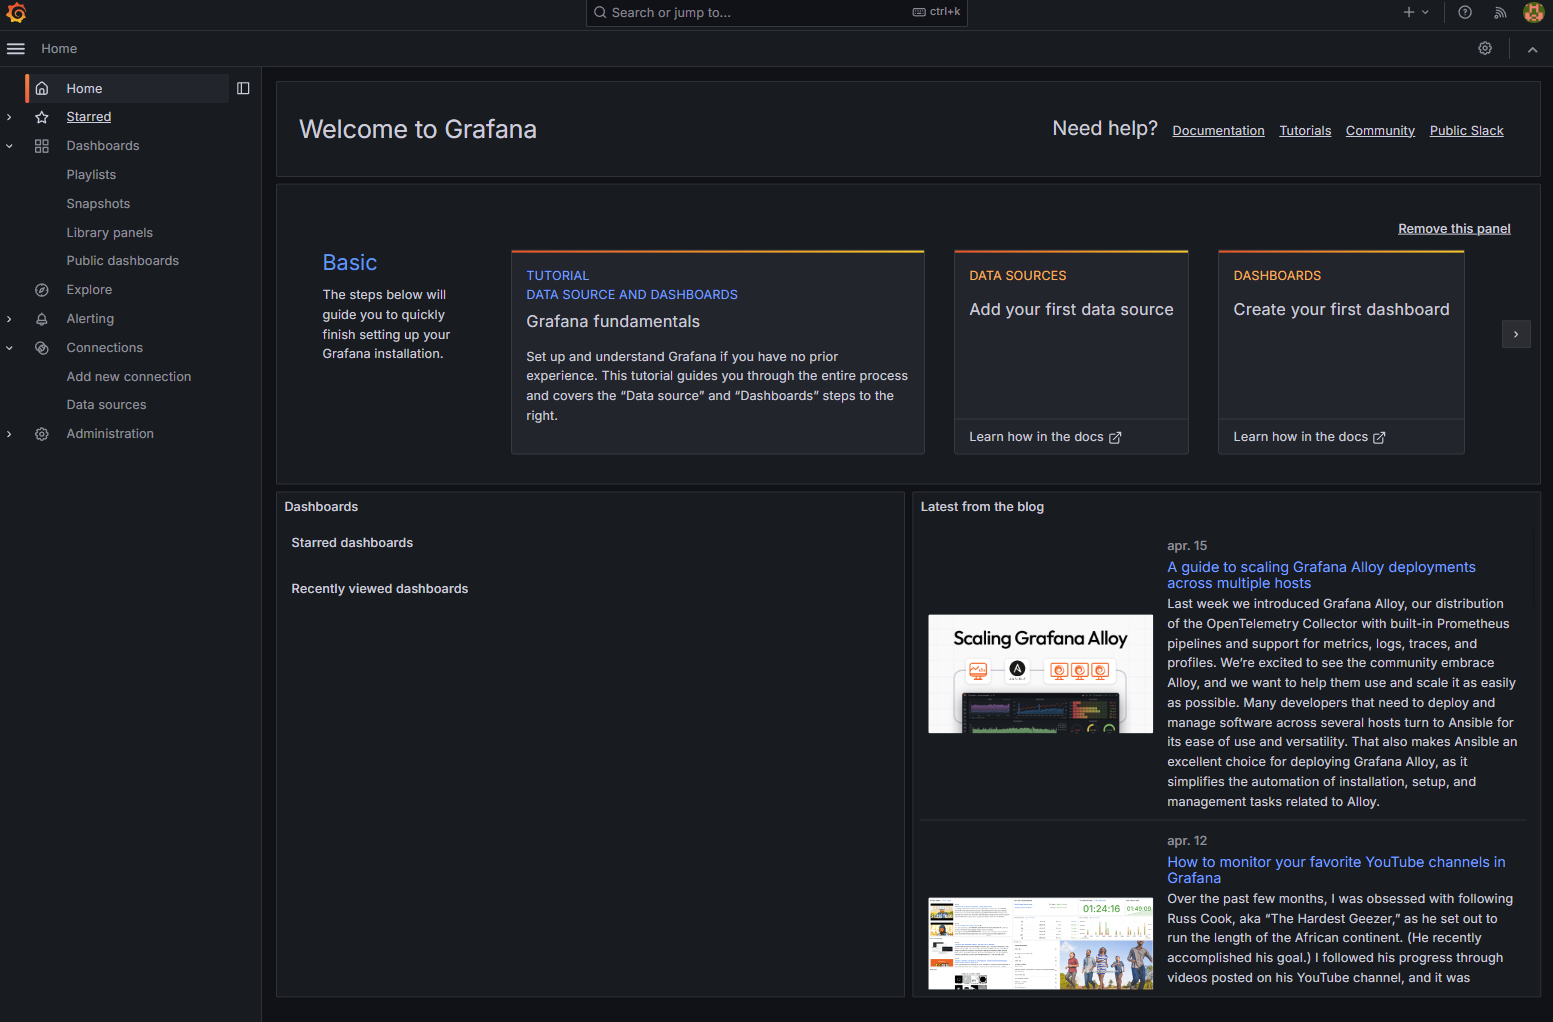 Search or jump to...
ctrl+k
Home
Home
Starred
Dashboards
Playlists
Snapshots
Library panels
Public dashboards
Explore
Alerting
Connections
Add new connection
Data sources
Administration
Welcome to Grafana
Need help?
Documentation
Tutorials
Community
Public Slack
Remove this panel
Basic
The steps below will
guide you to quickly
finish setting up your
Grafana installation.
TUTORIAL
DATA SOURCE AND DASHBOARDS
Grafana fundamentals
Set up and understand Grafana if you have no prior
experience. This tutorial guides you through the entire process
and covers the “Data source” and “Dashboards” steps to the
right.
DATA SOURCES
Add your first data source
Learn how in the docs
DASHBOARDS
Create your first dashboard
Learn how in the docs
Dashboards
Starred dashboards
Recently viewed dashboards
Latest from the blog
Scaling Grafana Alloy
apr. 15
A guide to scaling Grafana Alloy deployments
across multiple hosts
Last week we introduced Grafana Alloy, our distribution
of the OpenTelemetry Collector with built-in Prometheus
pipelines and support for metrics, logs, traces, and
profiles. We’re excited to see the community embrace
Alloy, and we want to help them use and scale it as easily
as possible. Many developers that need to deploy and
manage software across several hosts turn to Ansible for
its ease of use and versatility. That also makes Ansible an
excellent choice for deploying Grafana Alloy, as it
simplifies the automation of installation, setup, and
management tasks related to Alloy.
01:24:16
01:49:09
apr. 12
How to monitor your favorite YouTube channels in
Grafana
Over the past few months, I was obsessed with following
Russ Cook, aka “The Hardest Geezer,” as he set out to
run the length of the African continent. (He recently
accomplished his goal.) I followed his progress through
videos posted on his YouTube channel, and it was